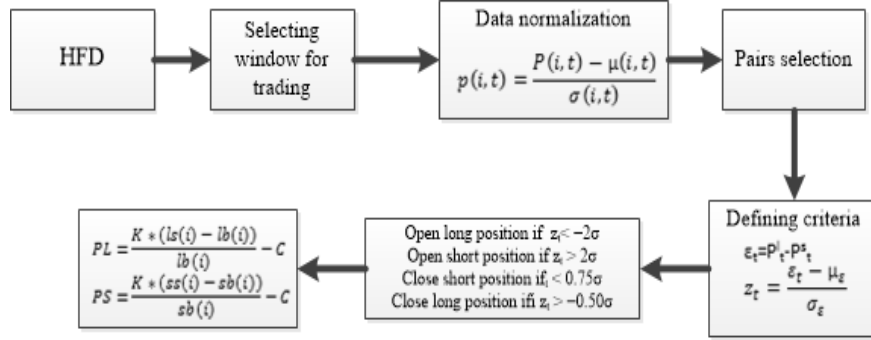 HFD
Selecting
window for
trading
Data normalization
p(i,t) = (P(i,t) − μ(i,t)) / σ(i,t)
Pairs selection
Defining criteria
εₜ=Pˡₜ-Pˢₜ
zₜ = (εₜ − μ_ε) / σ_ε
Open long position if zₜ< −2σ
Open short position if zₜ > 2σ
Close short position ifₜ < 0.75σ
Close long position ifi zₜ > −0.50σ
PL = (K ∗ (ls(i) − lb(i))) / lb(i) − C
PS = (K ∗ (ss(i) − sb(i))) / sb(i) − C